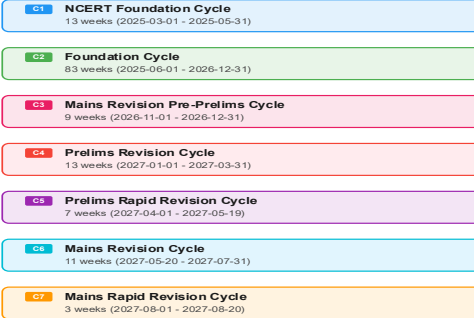 C1 NCERT Foundation Cycle
13 weeks (2025-03-01 - 2025-05-31)
C2 Foundation Cycle
83 weeks (2025-06-01 - 2026-12-31)
C3 Mains Revision Pre-Prelims Cycle
9 weeks (2026-11-01 - 2026-12-31)
C4 Prelims Revision Cycle
13 weeks (2027-01-01 - 2027-03-31)
C5 Prelims Rapid Revision Cycle
7 weeks (2027-04-01 - 2027-05-19)
C6 Mains Revision Cycle
11 weeks (2027-05-20 - 2027-07-31)
C7 Mains Rapid Revision Cycle
3 weeks (2027-08-01 - 2027-08-20)